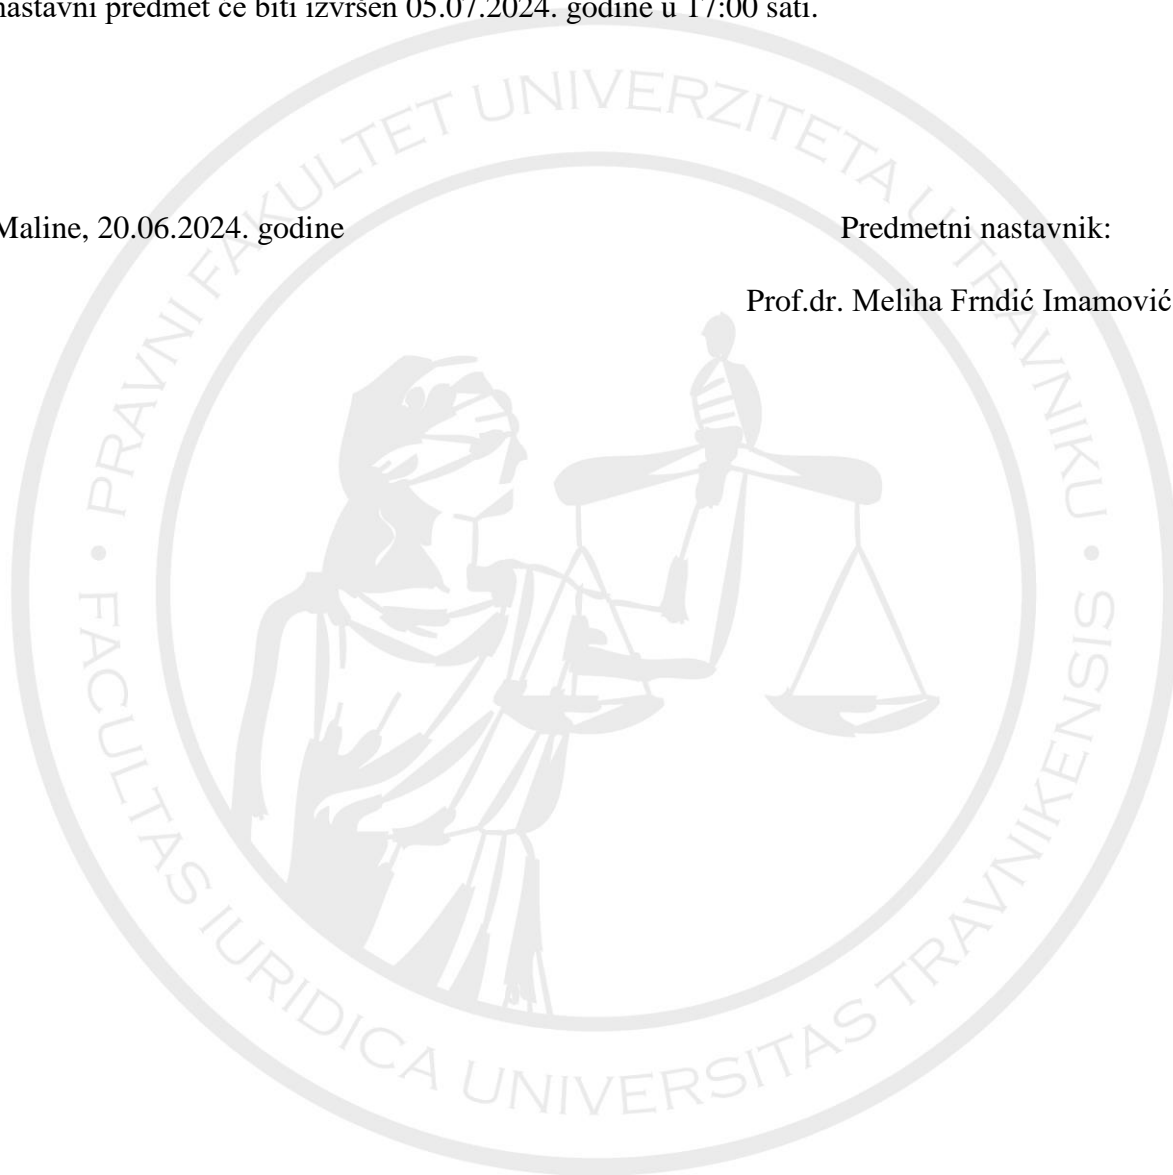 nastavni predmet će biti izvršen 05.07.2024. godine u 17:00 sati.
Maline, 20.06.2024. godine
Predmetni nastavnik:
Prof.dr. Meliha Frndić Imamović
• PRAVNI FAKULTET UNIVERZITETA U TRAVNIKU •
FACULTAS IURIDICA UNIVERSITAS TRAVNIKENSIS